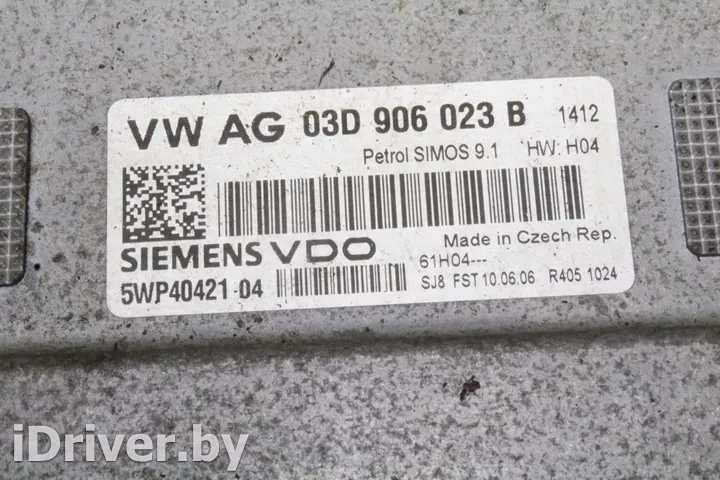 VW AG 03D 906 023 B 1412
Petrol SIMOS 9.1 HW: H04
SIEMENS VDO Made in Czech Rep.
61H04---
5WP40421 04 SJ8 FST 10.06.06 R405 1024
iDriver.by